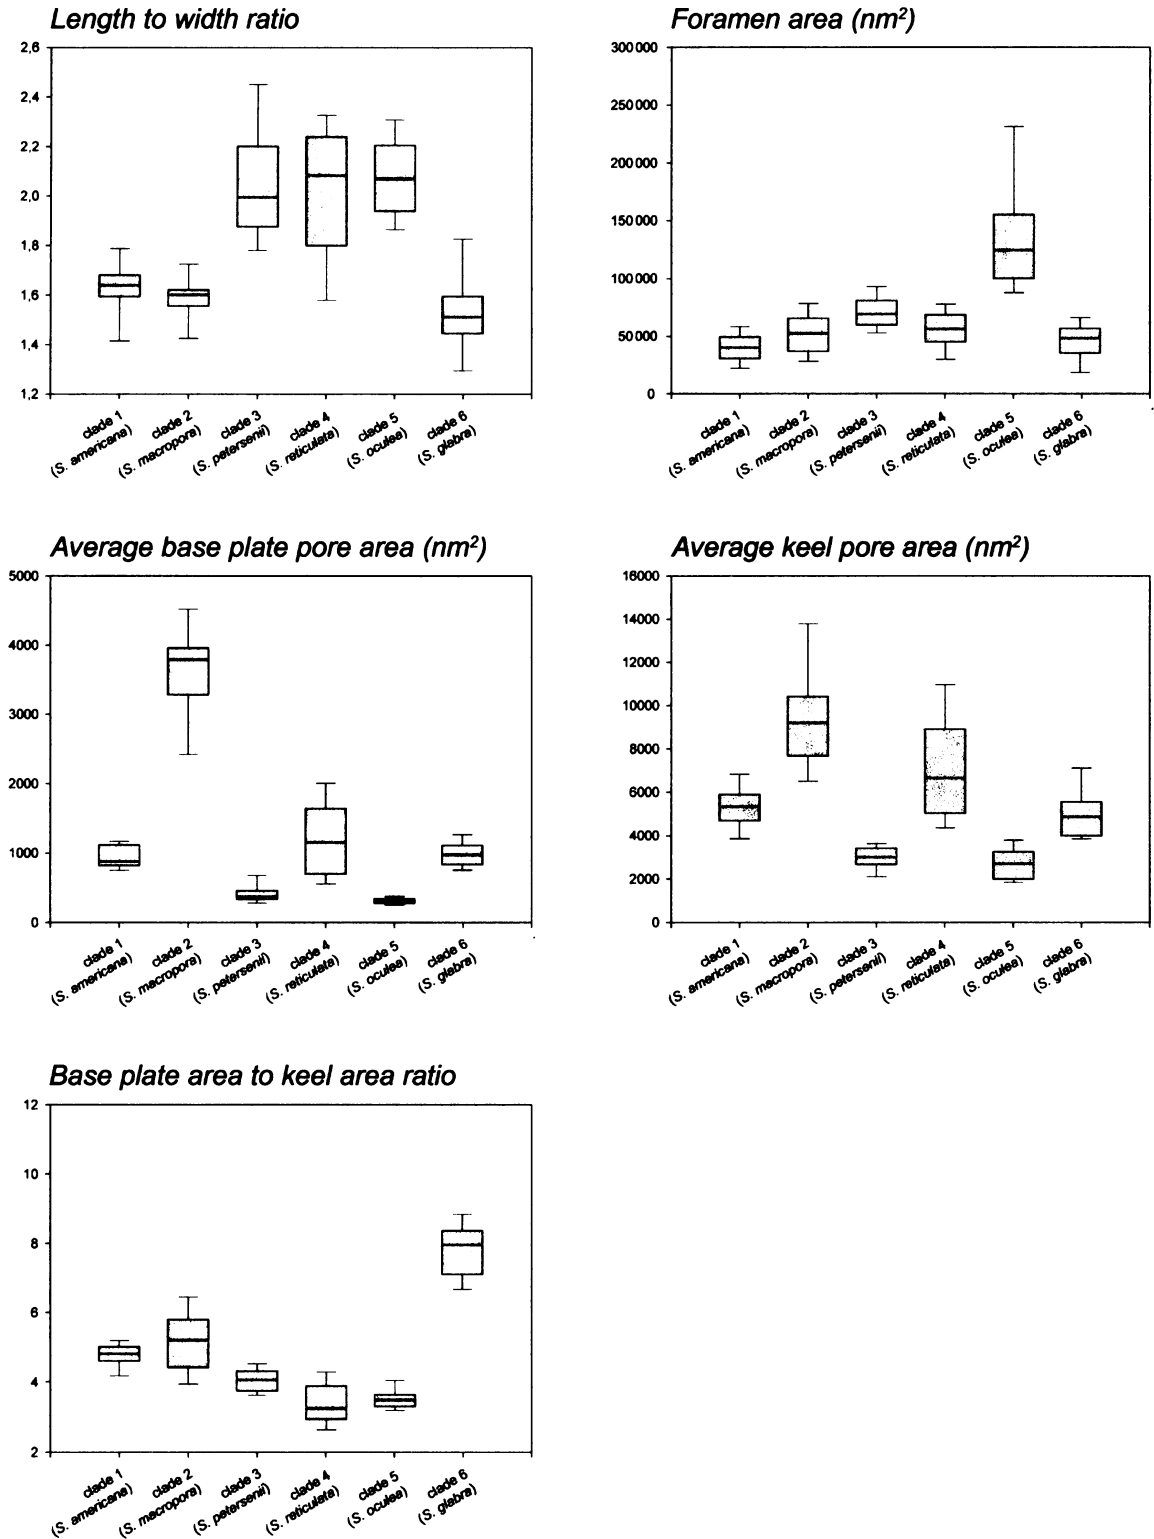 Length to width ratio
2,6
2,4
2,2
2,0
1,8
1,6
1,4
1,2
clade 1
(S. americana)
clade 2
(S. macropora)
clade 3
(S. petersenii)
clade 4
(S. reticulata)
clade 5
(S. oculea)
clade 6
(S. glabra)
Foramen area (nm²)
300 000
250 000
200 000
150 000
100 000
50 000
0
clade 1
(S. americana)
clade 2
(S. macropora)
clade 3
(S. petersenii)
clade 4
(S. reticulata)
clade 5
(S. oculea)
clade 6
(S. glabra)
Average base plate pore area (nm²)
5000
4000
3000
2000
1000
0
clade 1
(S. americana)
clade 2
(S. macropora)
clade 3
(S. petersenii)
clade 4
(S. reticulata)
clade 5
(S. oculea)
clade 6
(S. glabra)
Average keel pore area (nm²)
16000
14000
12000
10000
8000
6000
4000
2000
0
clade 1
(S. americana)
clade 2
(S. macropora)
clade 3
(S. petersenii)
clade 4
(S. reticulata)
clade 5
(S. oculea)
clade 6
(S. glabra)
Base plate area to keel area ratio
12
10
8
6
4
2
clade 1
(S. americana)
clade 2
(S. macropora)
clade 3
(S. petersenii)
clade 4
(S. reticulata)
clade 5
(S. oculea)
clade 6
(S. glabra)